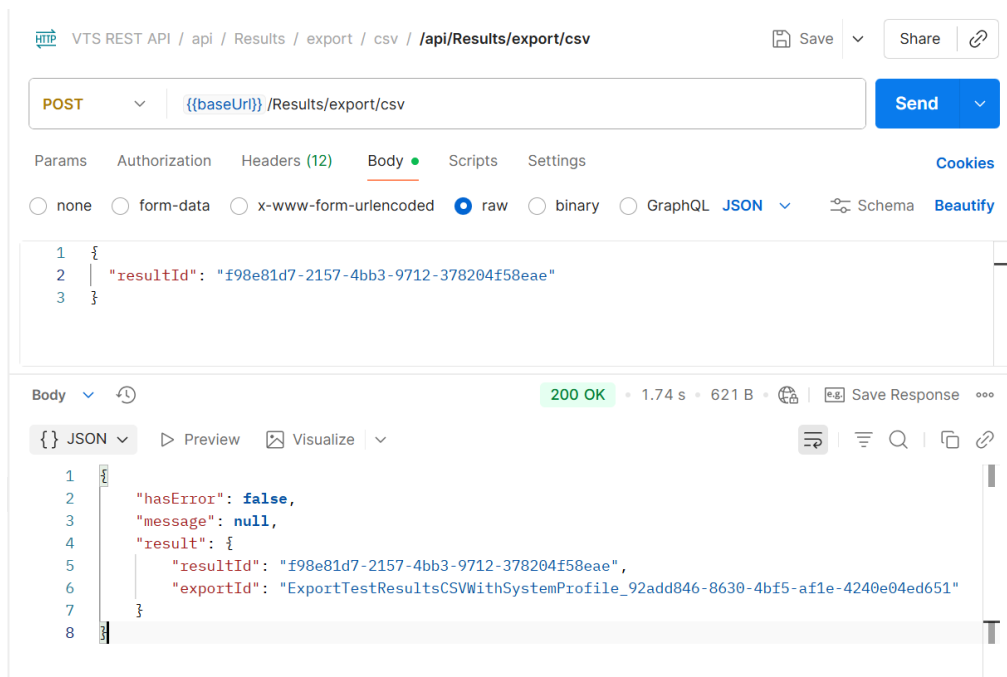 HTTP VTS REST API / api / Results / export / csv / /api/Results/export/csv Save Share
POST {{baseUrl}} /Results/export/csv Send
Params Authorization Headers (12) Body Scripts Settings Cookies
none form-data x-www-form-urlencoded raw binary GraphQL JSON Schema Beautify
1 {
2 "resultId": "f98e81d7-2157-4bb3-9712-378204f58eae"
3 }
Body 200 OK 1.74 s 621 B e.g. Save Response
{ } JSON Preview Visualize
1 {
2 "hasError": false,
3 "message": null,
4 "result": {
5 "resultId": "f98e81d7-2157-4bb3-9712-378204f58eae",
6 "exportId": "ExportTestResultsCSVWithSystemProfile_92add846-8630-4bf5-af1e-4240e04ed651"
7 }
8 }